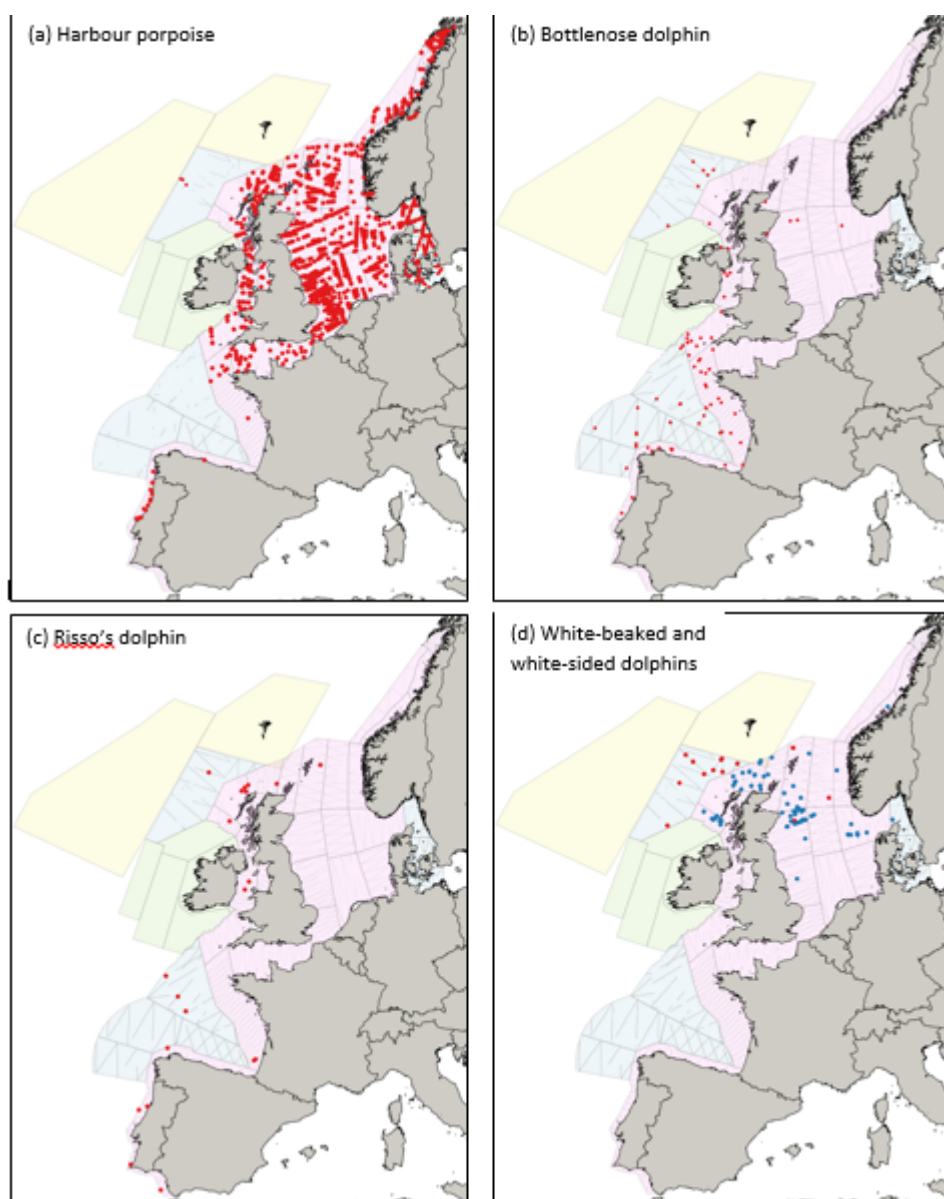 (a) Harbour porpoise
(b) Bottlenose dolphin
(c) Risso's dolphin
(d) White-beaked and
white-sided dolphins